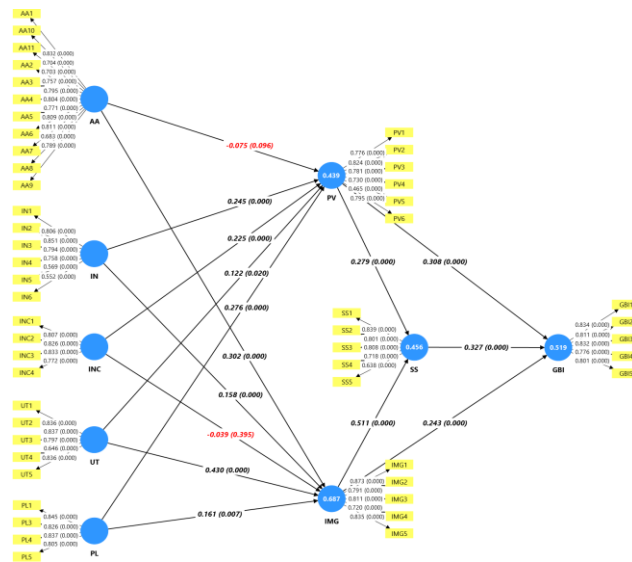 AA1
AA10
AA11
AA2
AA3
AA4
AA5
AA6
AA7
AA8
AA9
0.832 (0.000)
0.704 (0.000)
0.703 (0.000)
0.757 (0.000)
0.795 (0.000)
0.804 (0.000)
0.771 (0.000)
0.809 (0.000)
0.811 (0.000)
0.683 (0.000)
0.789 (0.000)
AA
-0.075 (0.096)
PV1
PV2
PV3
PV4
PV5
PV6
0.776 (0.000)
0.824 (0.000)
0.781 (0.000)
0.730 (0.000)
0.465 (0.000)
0.795 (0.000)
0.439
PV
IN1
IN2
IN3
IN4
IN5
IN6
0.806 (0.000)
0.851 (0.000)
0.794 (0.000)
0.758 (0.000)
0.569 (0.000)
0.552 (0.000)
IN
0.245 (0.000)
0.225 (0.000)
0.122 (0.020)
0.276 (0.000)
0.279 (0.000)
0.308 (0.000)
INC1
INC2
INC3
INC4
0.807 (0.000)
0.826 (0.000)
0.833 (0.000)
0.772 (0.000)
INC
0.302 (0.000)
0.158 (0.000)
-0.039 (0.395)
SS1
SS2
SS3
SS4
SS5
0.839 (0.000)
0.801 (0.000)
0.808 (0.000)
0.718 (0.000)
0.638 (0.000)
0.456
SS
0.327 (0.000)
0.519
GBI
0.834 (0.000)
0.811 (0.000)
0.832 (0.000)
0.776 (0.000)
0.801 (0.000)
GBI1
GBI2
GBI3
GBI4
GBI5
UT1
UT2
UT3
UT4
UT5
0.836 (0.000)
0.837 (0.000)
0.797 (0.000)
0.646 (0.000)
0.836 (0.000)
UT
0.430 (0.000)
0.511 (0.000)
0.243 (0.000)
PL1
PL3
PL4
PL5
0.845 (0.000)
0.826 (0.000)
0.837 (0.000)
0.805 (0.000)
PL
0.161 (0.007)
0.687
IMG
0.873 (0.000)
0.791 (0.000)
0.811 (0.000)
0.720 (0.000)
0.835 (0.000)
IMG1
IMG2
IMG3
IMG4
IMG5